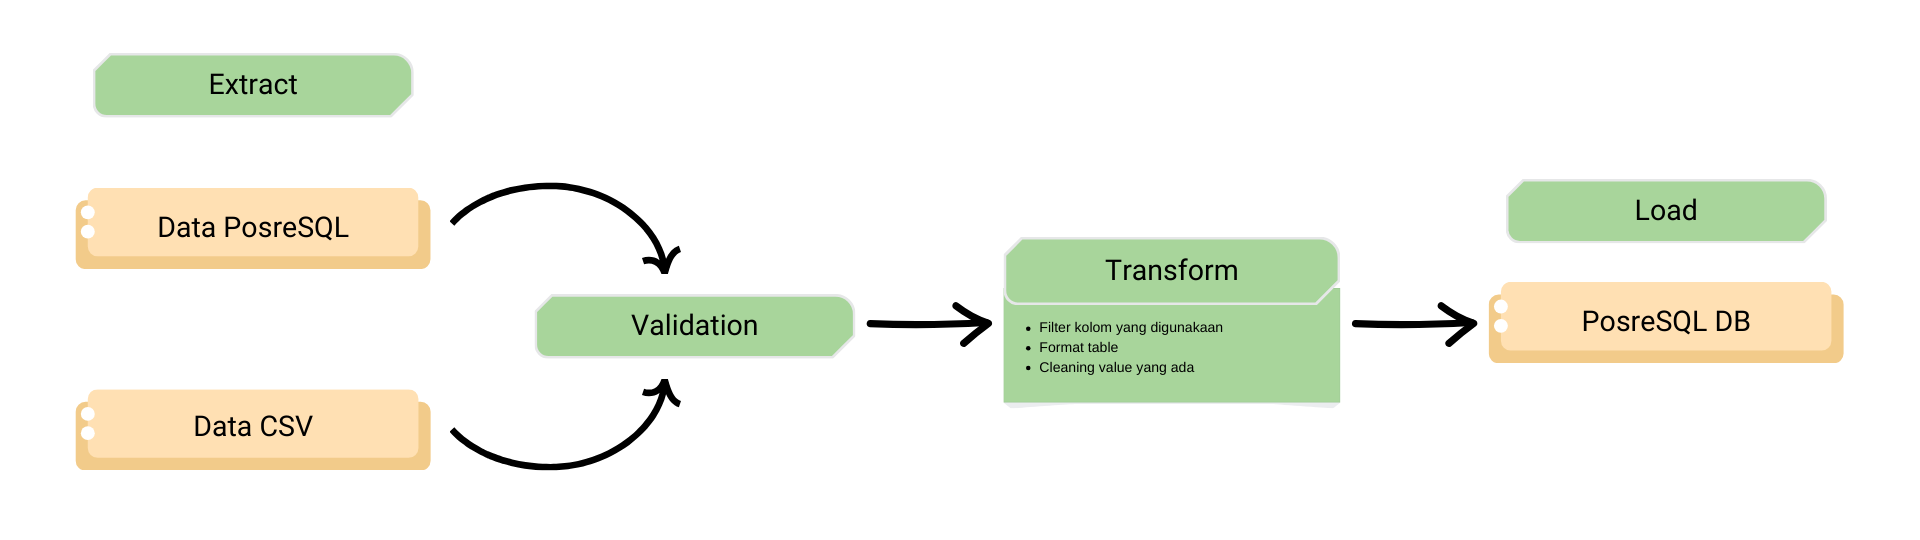 Extract
Data PosreSQL
Data CSV
Validation
Transform
• Filter kolom yang digunakaan
• Format table
• Cleaning value yang ada
Load
PosreSQL DB